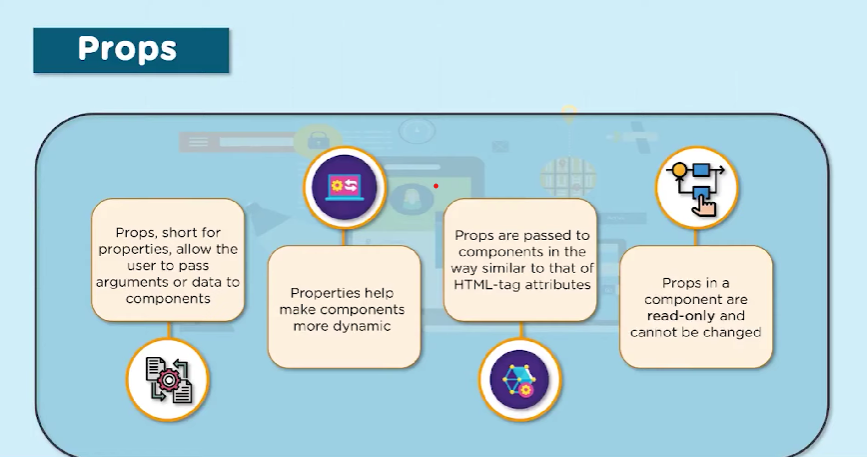 Props
Props, short for
properties, allow the
user to pass
arguments or data to
components
Properties help
make components
more dynamic
Props are passed to
components in the
way similar to that of
HTML-tag attributes
Props in a
component are
read-only and
cannot be changed